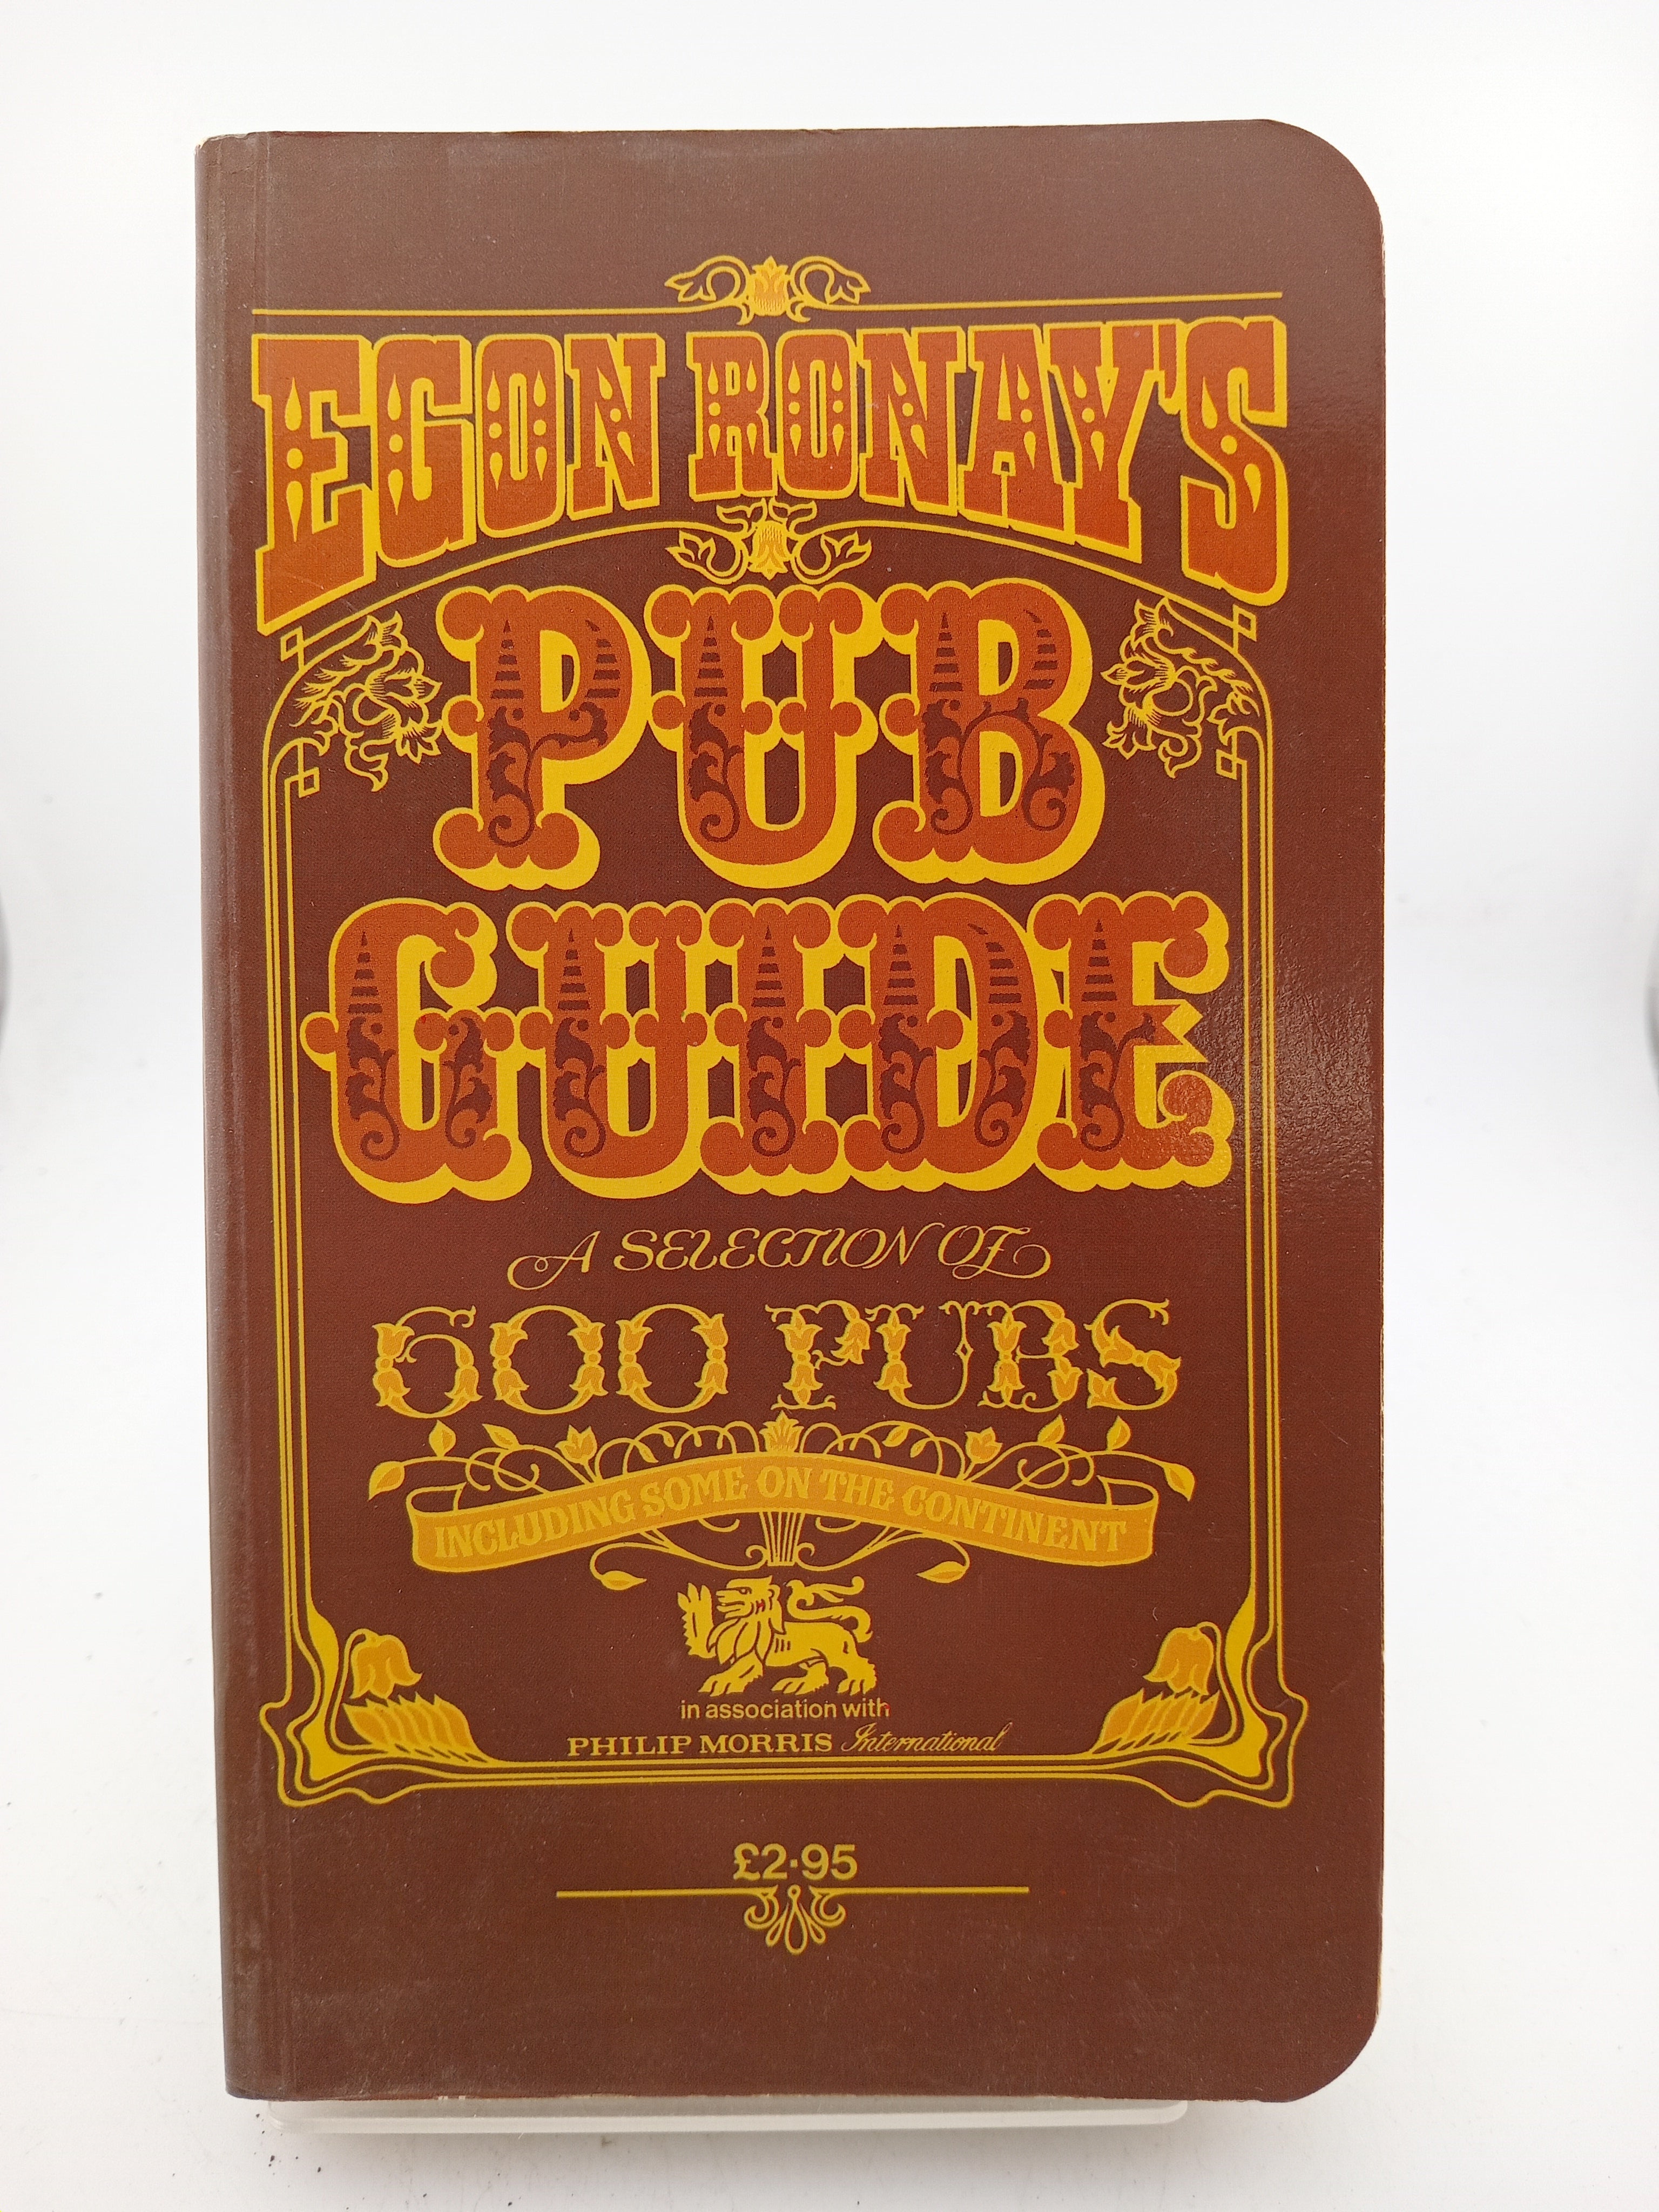 EGON RONAY'S
PUB
GUIDE
A SELECTION OF
600 PUBS
INCLUDING SOME ON THE CONTINENT
in association with
PHILIP MORRIS International
£2·95